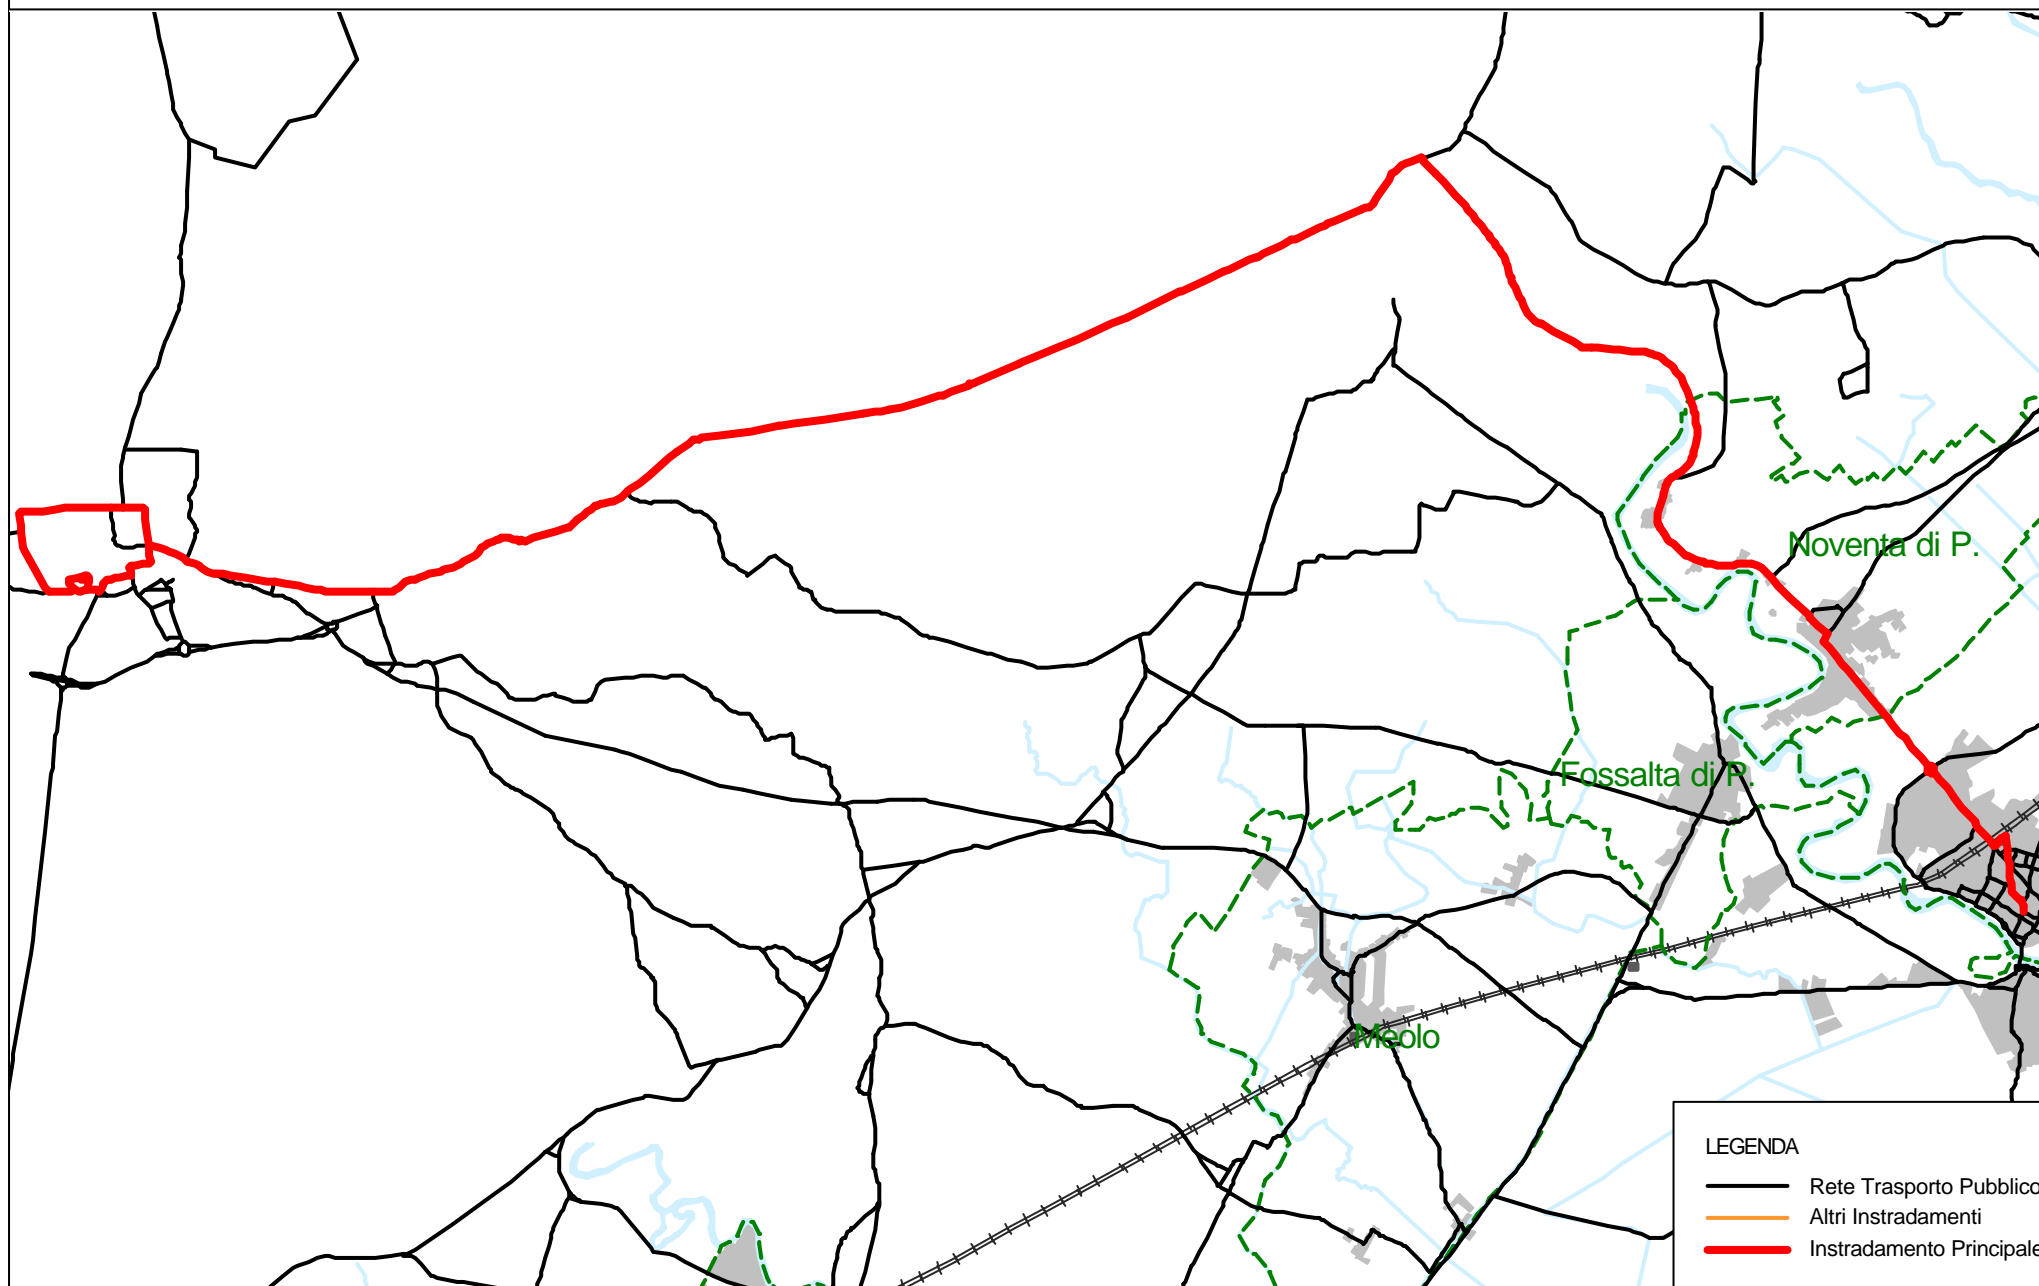 Noventa di P.
Fossalta di P.
Meolo
LEGENDA
Rete Trasporto Pubblico
Altri Instradamenti
Instradamento Principale